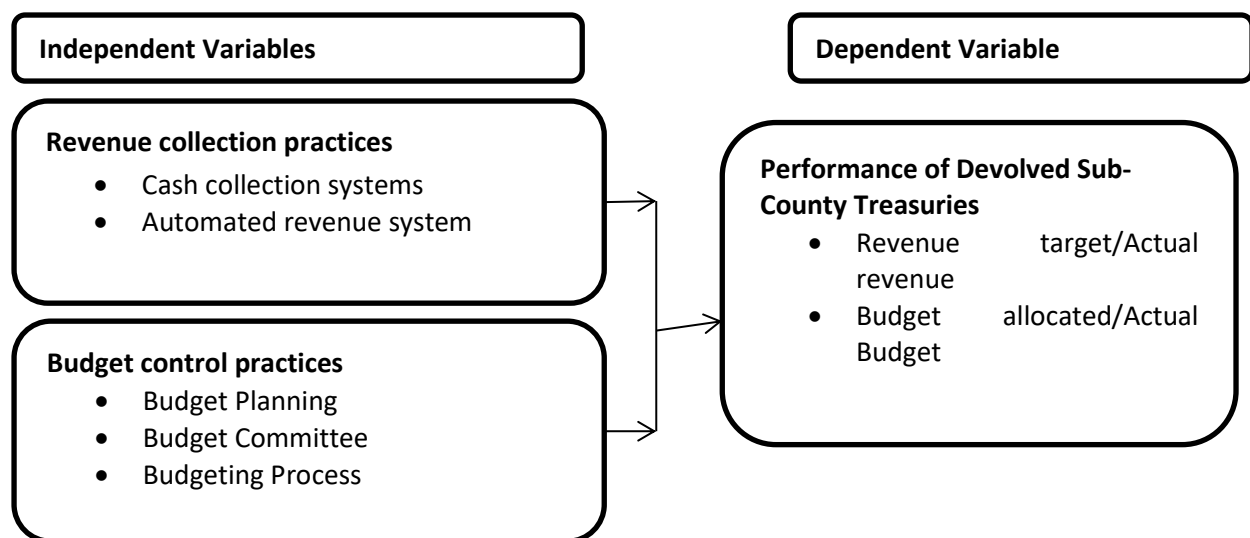 Independent Variables
Dependent Variable
Revenue collection practices
• Cash collection systems
• Automated revenue system
Budget control practices
• Budget Planning
• Budget Committee
• Budgeting Process
Performance of Devolved Sub-
County Treasuries
• Revenue target/Actual
revenue
• Budget allocated/Actual
Budget